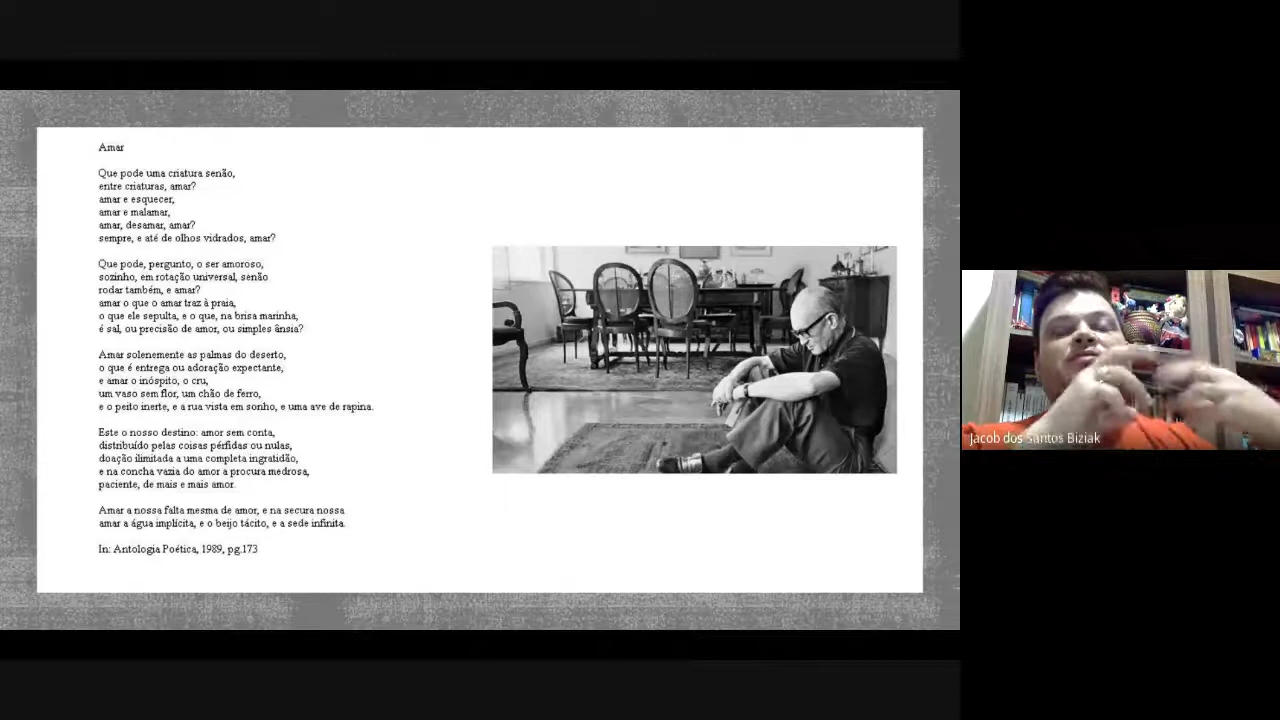 Amar
Que pode uma criatura senão,
entre criaturas, amar?
amar e esquecer,
amar e malamar,
amar, desamar, amar?
sempre, e até de olhos vidrados, amar?
Que pode, pergunto, o ser amoroso,
sozinho, em rotação universal, senão
rodar também, e amar?
amar o que o amar traz à praia,
o que ele sepulta, e o que, na brisa marinha,
é sal, ou precisão de amor, ou simples ânsia?
Amar solenemente as palmas do deserto,
o que é entrega ou adoração expectante,
e amar o inóspito, o cru,
um vaso sem flor, um chão de ferro,
e o peito inerte, e a rua vista em sonho, e uma ave de rapina.
Este o nosso destino: amor sem conta,
distribuído pelas coisas pérfidas ou nulas,
doação ilimitada a uma completa ingratidão,
e na concha vazia do amor à procura medrosa,
paciente, de mais e mais amor.
Amar a nossa falta mesma de amor, e na secura nossa
amar a água implícita, e o beijo tácito, e a sede infinita.
In: Antologia Poética, 1989, pg.173
Jacob dos Santos Biziak